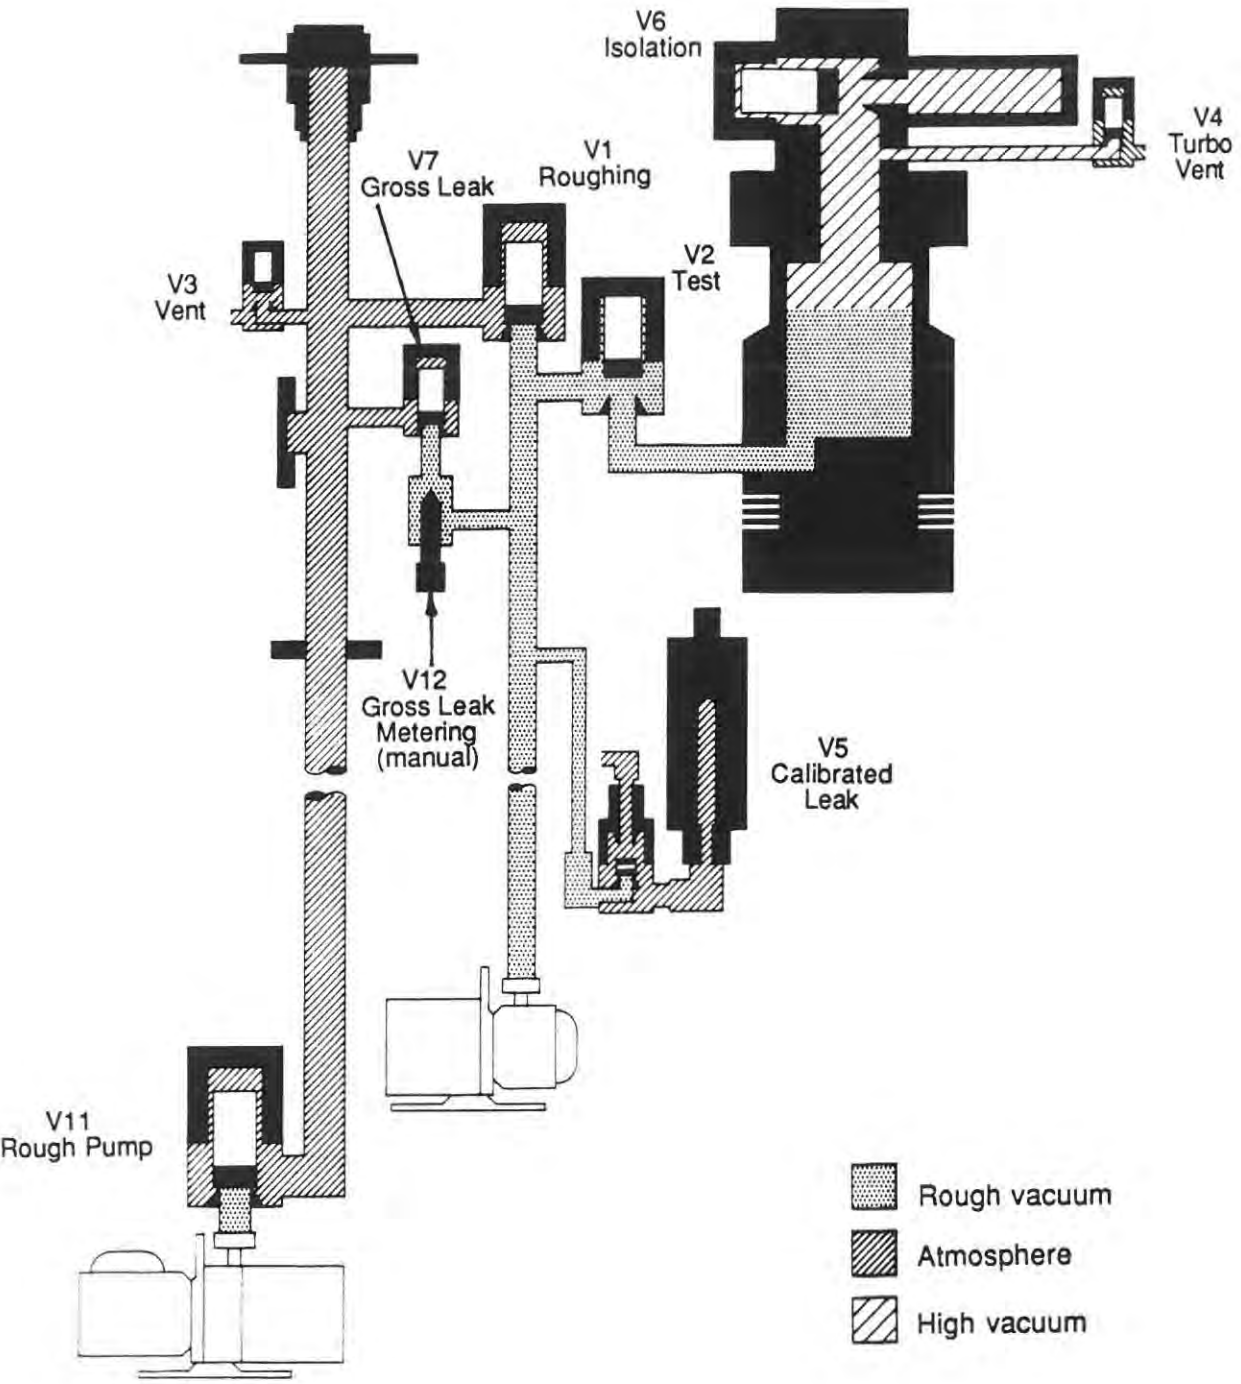 V6
Isolation
V4
Turbo
Vent
V7
Gross Leak
V1
Roughing
V2
Test
V3
Vent
V12
Gross Leak
Metering
(manual)
V5
Calibrated
Leak
V11
Rough Pump
Rough vacuum
Atmosphere
High vacuum